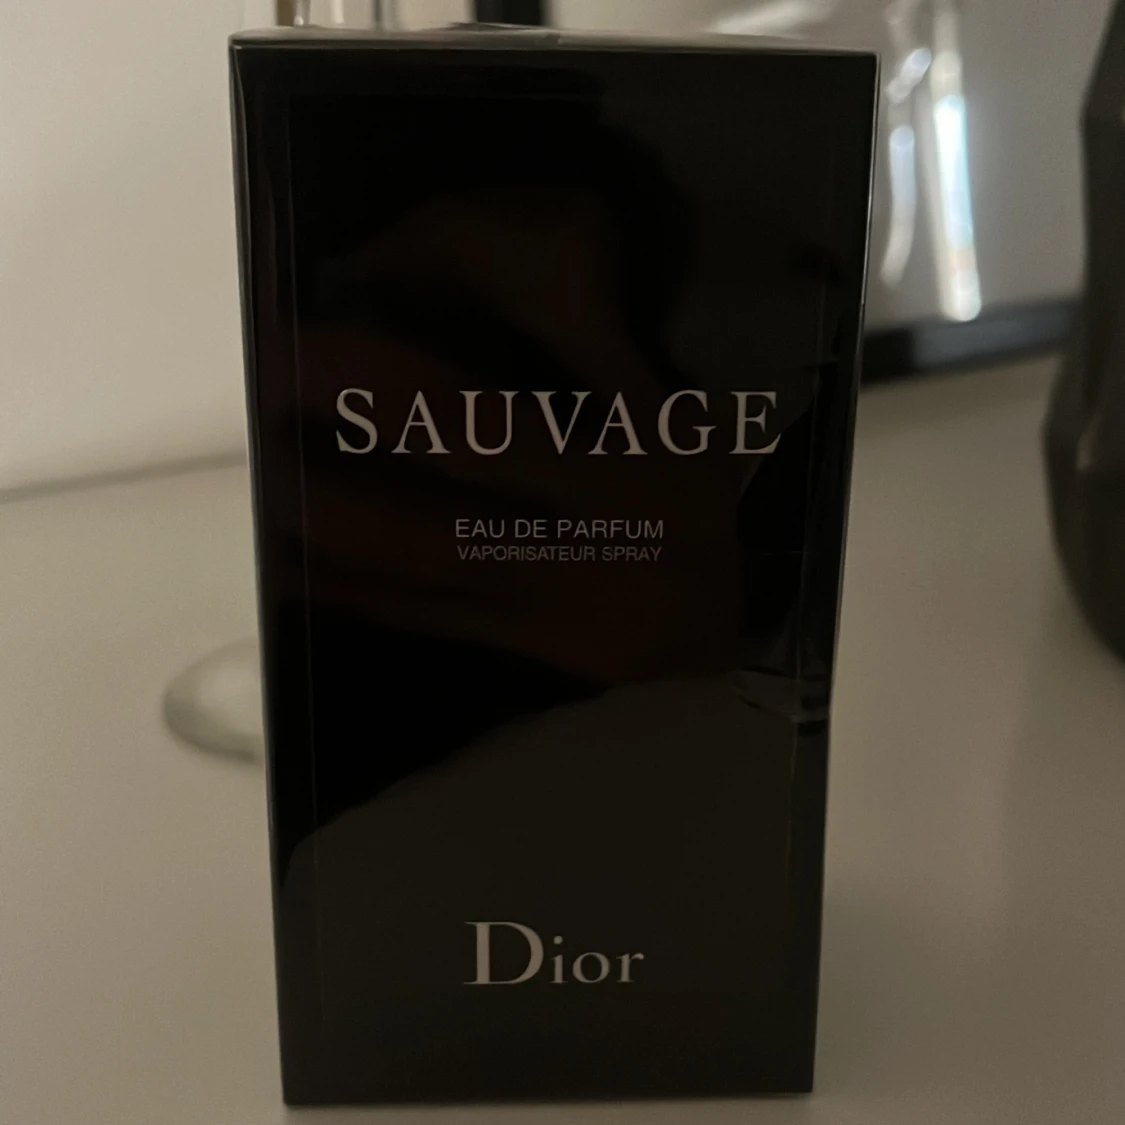 SAUVAGE
EAU DE PARFUM
VAPORISATEUR SPRAY
Dior